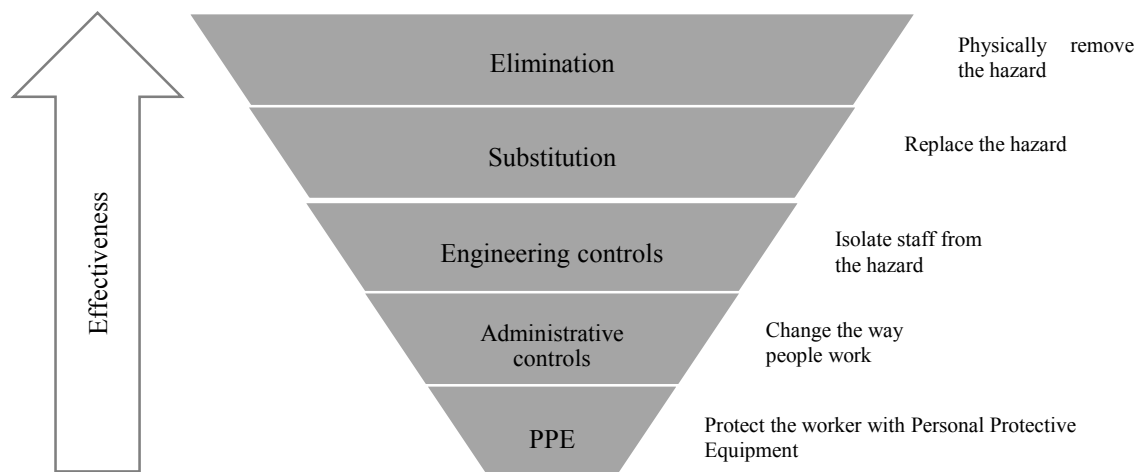 Effectiveness
Elimination
Physically remove
the hazard
Substitution
Replace the hazard
Engineering controls
Isolate staff from
the hazard
Administrative
controls
Change the way
people work
PPE
Protect the worker with Personal Protective
Equipment